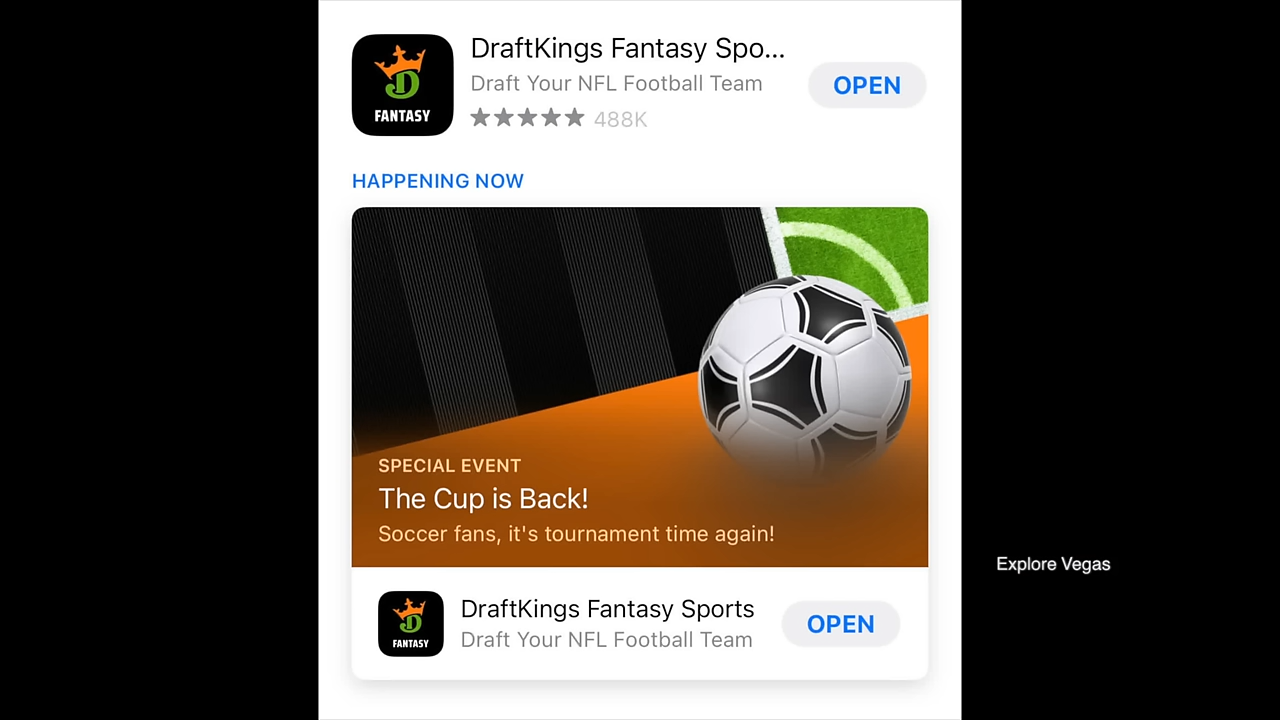 DraftKings Fantasy Spo...
Draft Your NFL Football Team
488K
OPEN
FANTASY
HAPPENING NOW
SPECIAL EVENT
The Cup is Back!
Soccer fans, it's tournament time again!
Explore Vegas
DraftKings Fantasy Sports
Draft Your NFL Football Team
OPEN
FANTASY